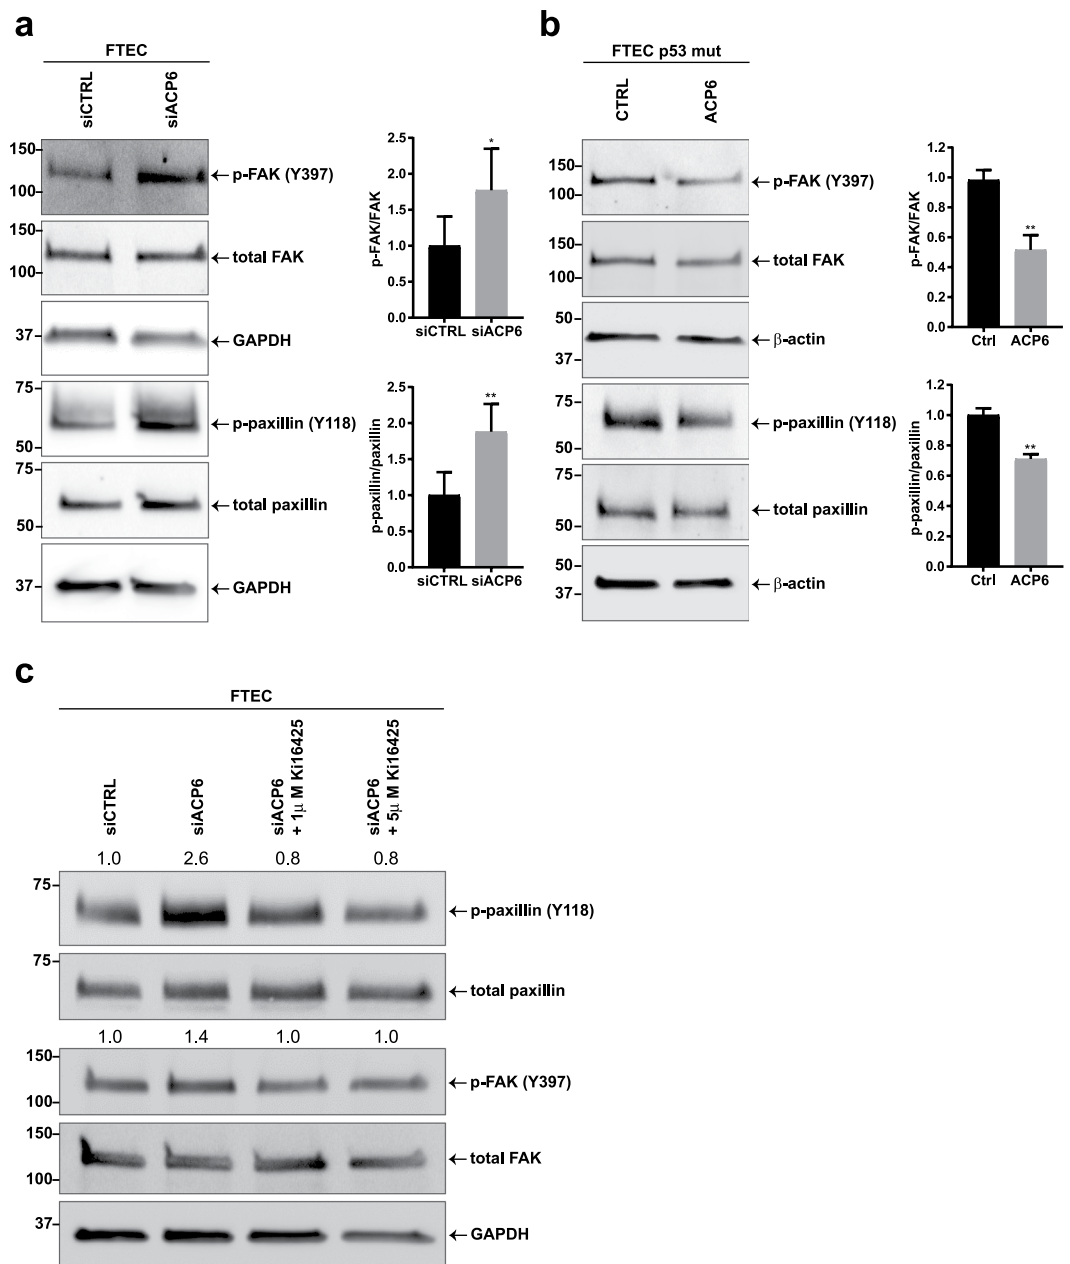 a
FTEC
siCTRL
siACP6
150
100
←p-FAK (Y397)
150
100
←total FAK
37
←GAPDH
75
50
←p-paxillin (Y118)
75
50
←total paxillin
37
←GAPDH
p-FAK/FAK
2.5
2.0
1.5
1.0
0.5
0.0
*
siCTRL siACP6
p-paxillin/paxillin
2.5
2.0
1.5
1.0
0.5
0.0
**
siCTRL siACP6
b
FTEC p53 mut
CTRL
ACP6
150
100
←p-FAK (Y397)
150
100
←total FAK
50
37
←β-actin
75
50
←p-paxillin (Y118)
75
50
←total paxillin
50
37
←β-actin
p-FAK/FAK
1.2
1.0
0.8
0.6
0.4
0.2
0.0
**
Ctrl ACP6
p-paxillin/paxillin
1.2
1.0
0.8
0.6
0.4
0.2
0.0
**
Ctrl ACP6
c
FTEC
siCTRL
siACP6
siACP6
+ 1μ M Ki16425
siACP6
+ 5μ M Ki16425
1.0 2.6 0.8 0.8
75
←p-paxillin (Y118)
75
←total paxillin
1.0 1.4 1.0 1.0
150
100
←p-FAK (Y397)
150
100
←total FAK
37
←GAPDH